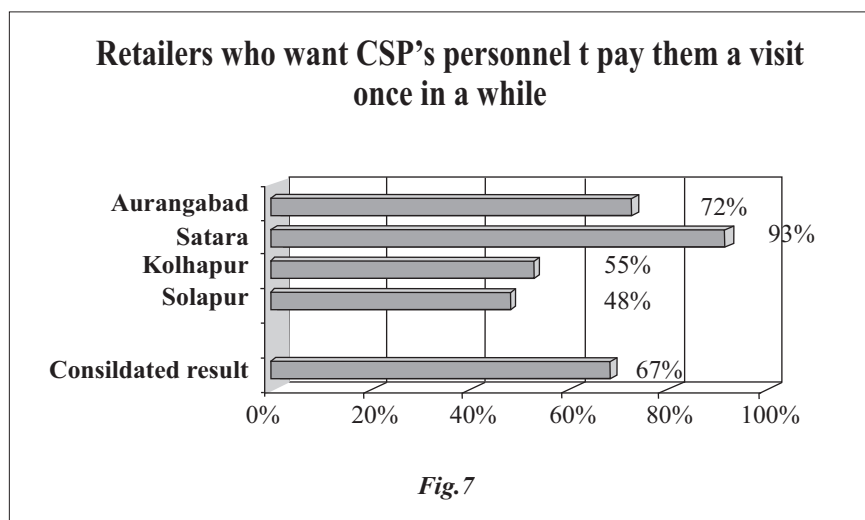 Retailers who want CSP's personnel t pay them a visit
once in a while
Aurangabad 72%
Satara 93%
Kolhapur 55%
Solapur 48%
Consildated result 67%
0% 20% 40% 60% 80% 100%
Fig.7